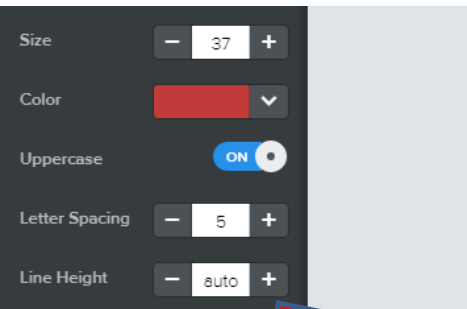 Size − 37 +
Color
Uppercase ON
Letter Spacing − 5 +
Line Height − auto +